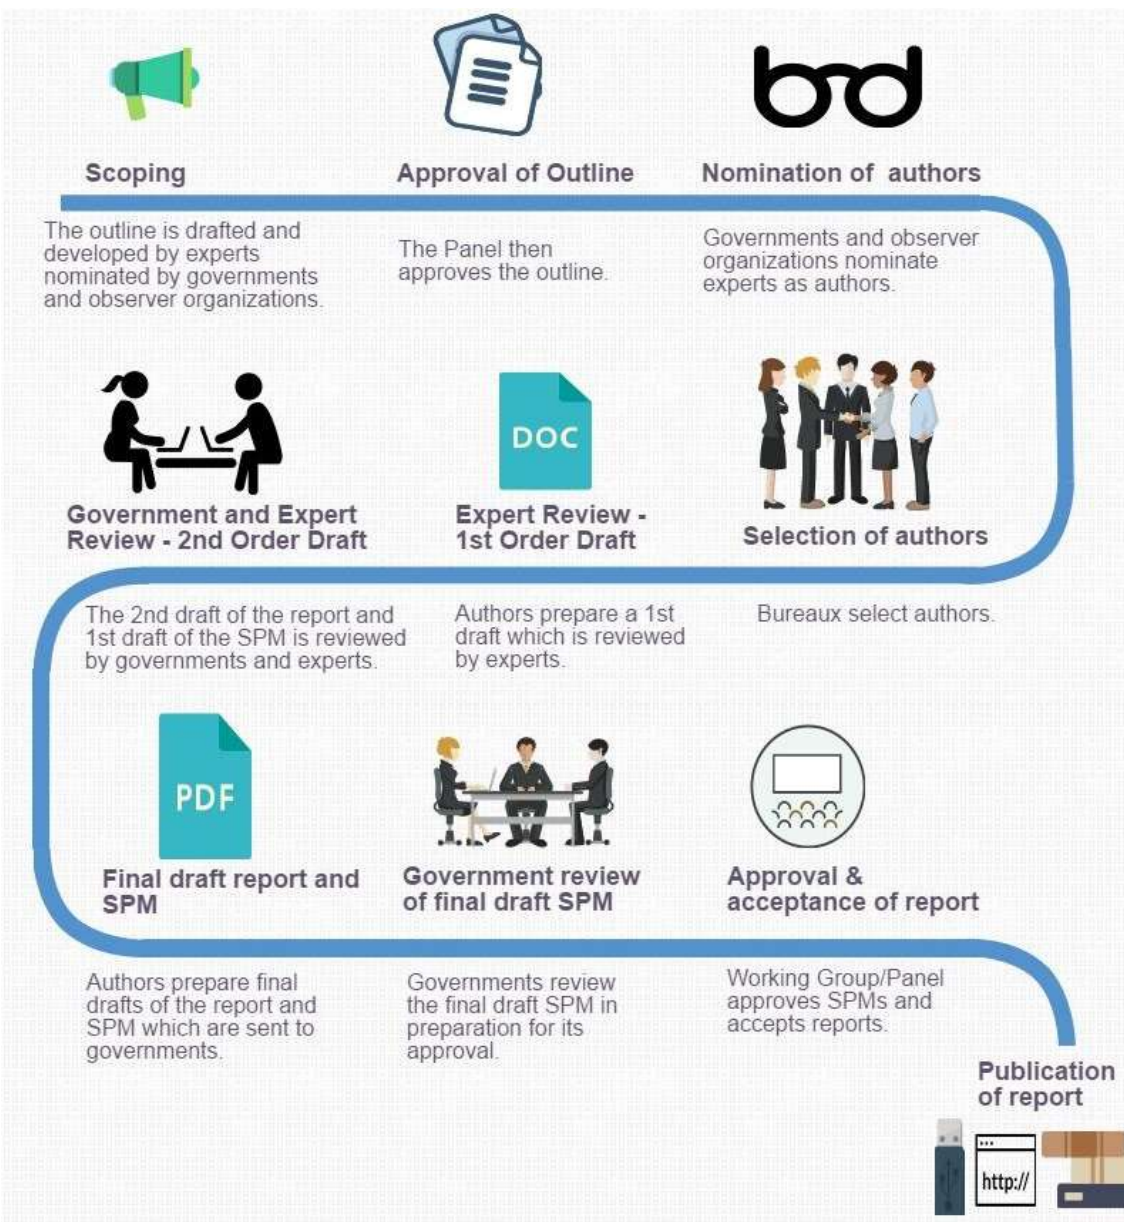 Scoping
The outline is drafted and
developed by experts
nominated by governments
and observer organizations.
Approval of Outline
The Panel then
approves the outline.
Nomination of authors
Governments and observer
organizations nominate
experts as authors.
Selection of authors
Bureaux select authors.
DOC
Expert Review -
1st Order Draft
Authors prepare a 1st
draft which is reviewed
by experts.
Government and Expert
Review - 2nd Order Draft
The 2nd draft of the report and
1st draft of the SPM is reviewed
by governments and experts.
PDF
Final draft report and
SPM
Authors prepare final
drafts of the report and
SPM which are sent to
governments.
Government review
of final draft SPM
Governments review
the final draft SPM in
preparation for its
approval.
Approval &
acceptance of report
Working Group/Panel
approves SPMs and
accepts reports.
Publication
of report
http://